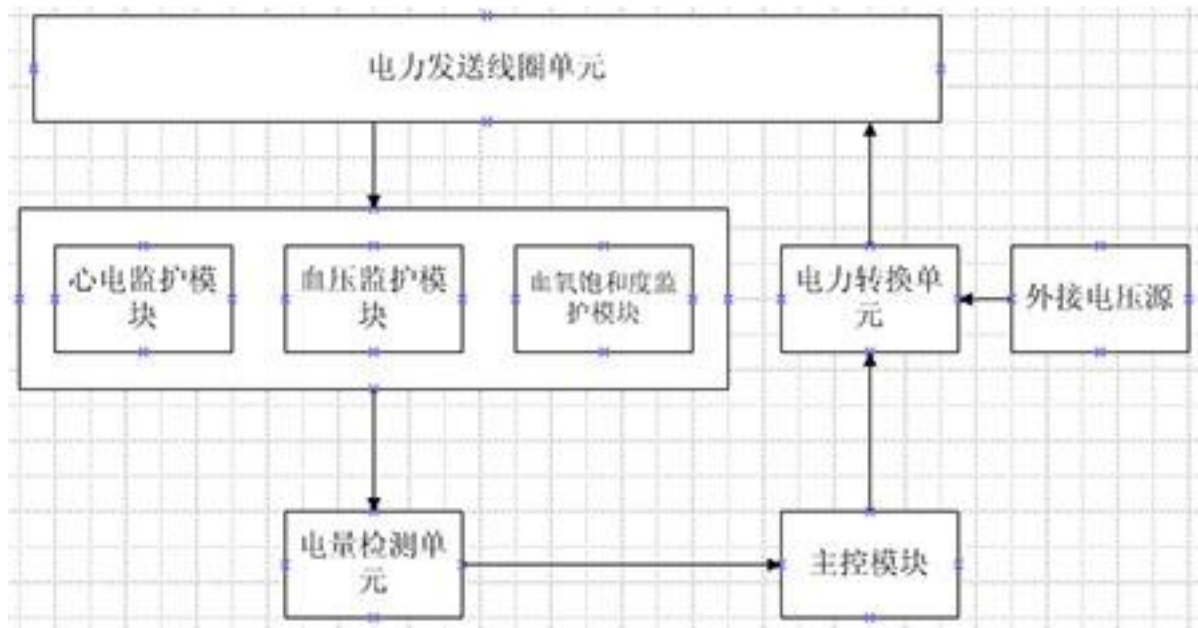 电力发送线圈单元
心电监护模
块
血压监护模
块
血氧饱和度监
护模块
电力转换单
元
外接电压源
电量检测单
元
主控模块